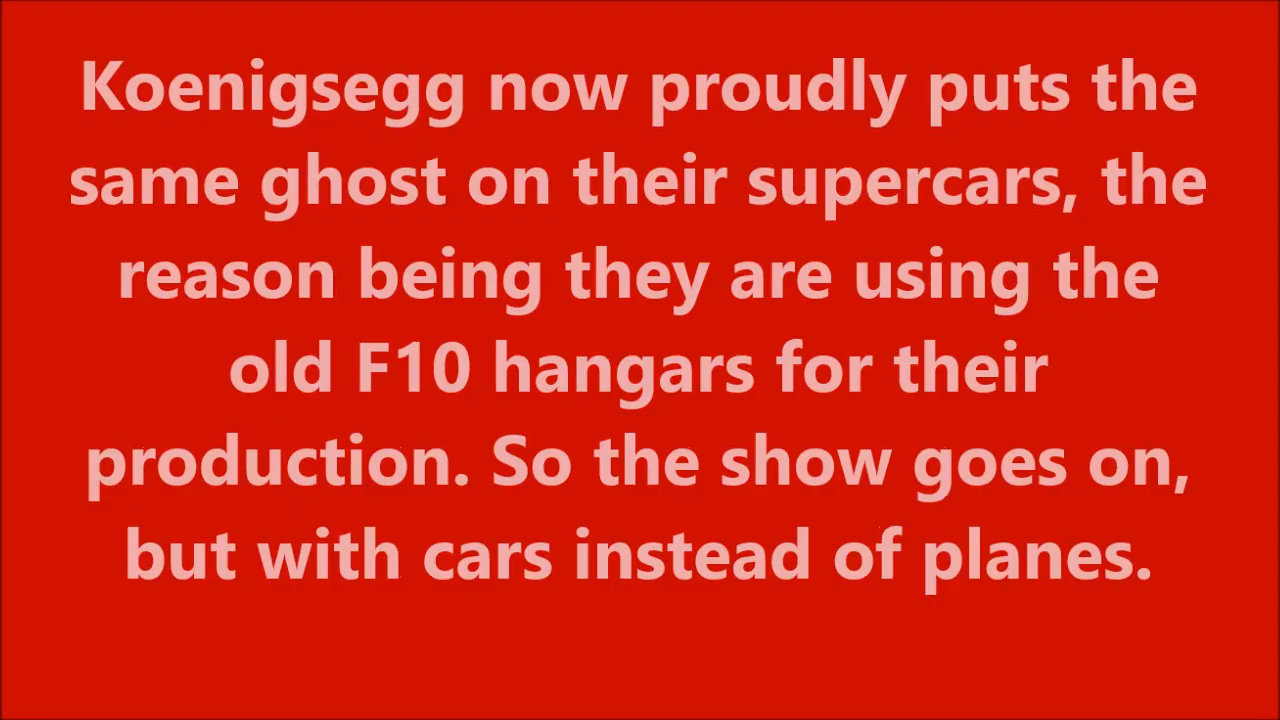 Koenigsegg now proudly puts the
same ghost on their supercars, the
reason being they are using the
old F10 hangars for their
production. So the show goes on,
but with cars instead of planes.